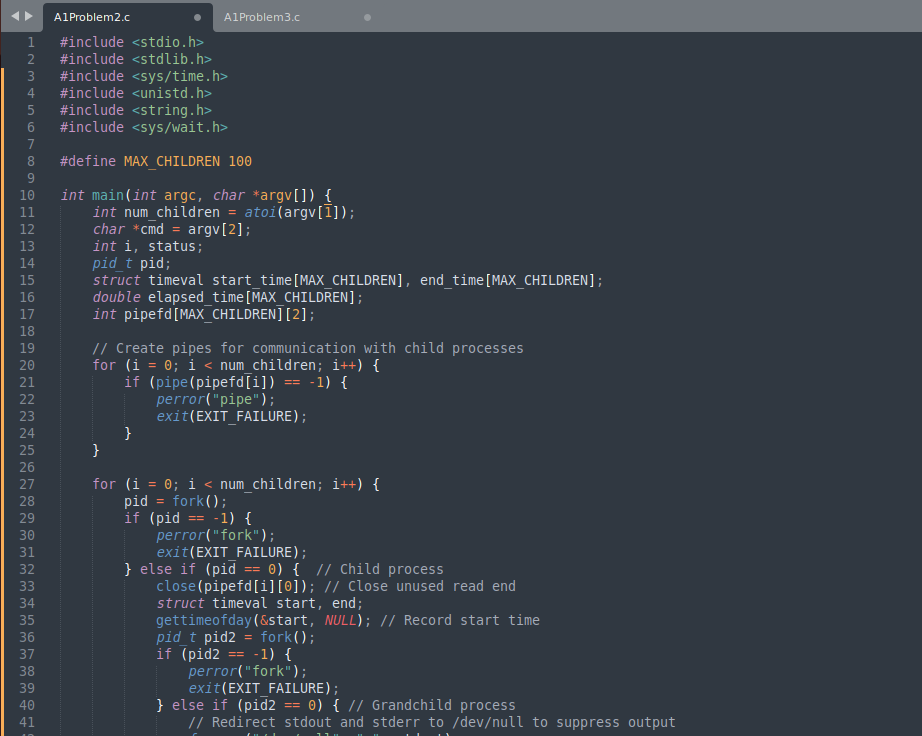 A1Problem2.c
A1Problem3.c
1 #include <stdio.h>
2 #include <stdlib.h>
3 #include <sys/time.h>
4 #include <unistd.h>
5 #include <string.h>
6 #include <sys/wait.h>
7
8 #define MAX_CHILDREN 100
9
10 int main(int argc, char *argv[]) {
11 int num_children = atoi(argv[1]);
12 char *cmd = argv[2];
13 int i, status;
14 pid_t pid;
15 struct timeval start_time[MAX_CHILDREN], end_time[MAX_CHILDREN];
16 double elapsed_time[MAX_CHILDREN];
17 int pipefd[MAX_CHILDREN][2];
18
19 // Create pipes for communication with child processes
20 for (i = 0; i < num_children; i++) {
21 if (pipe(pipefd[i]) == -1) {
22 perror("pipe");
23 exit(EXIT_FAILURE);
24 }
25 }
26
27 for (i = 0; i < num_children; i++) {
28 pid = fork();
29 if (pid == -1) {
30 perror("fork");
31 exit(EXIT_FAILURE);
32 } else if (pid == 0) {  // Child process
33 close(pipefd[i][0]); // Close unused read end
34 struct timeval start, end;
35 gettimeofday(&start, NULL); // Record start time
36 pid_t pid2 = fork();
37 if (pid2 == -1) {
38 perror("fork");
39 exit(EXIT_FAILURE);
40 } else if (pid2 == 0) { // Grandchild process
41 // Redirect stdout and stderr to /dev/null to suppress output